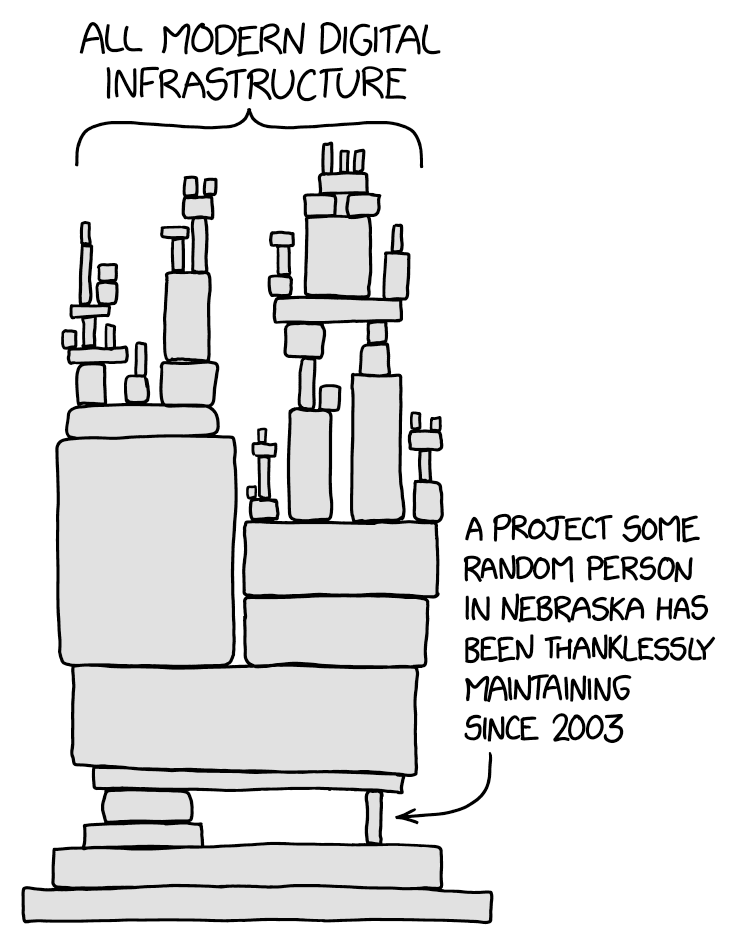 ALL MODERN DIGITAL
INFRASTRUCTURE
A PROJECT SOME
RANDOM PERSON
IN NEBRASKA HAS
BEEN THANKLESSLY
MAINTAINING
SINCE 2003